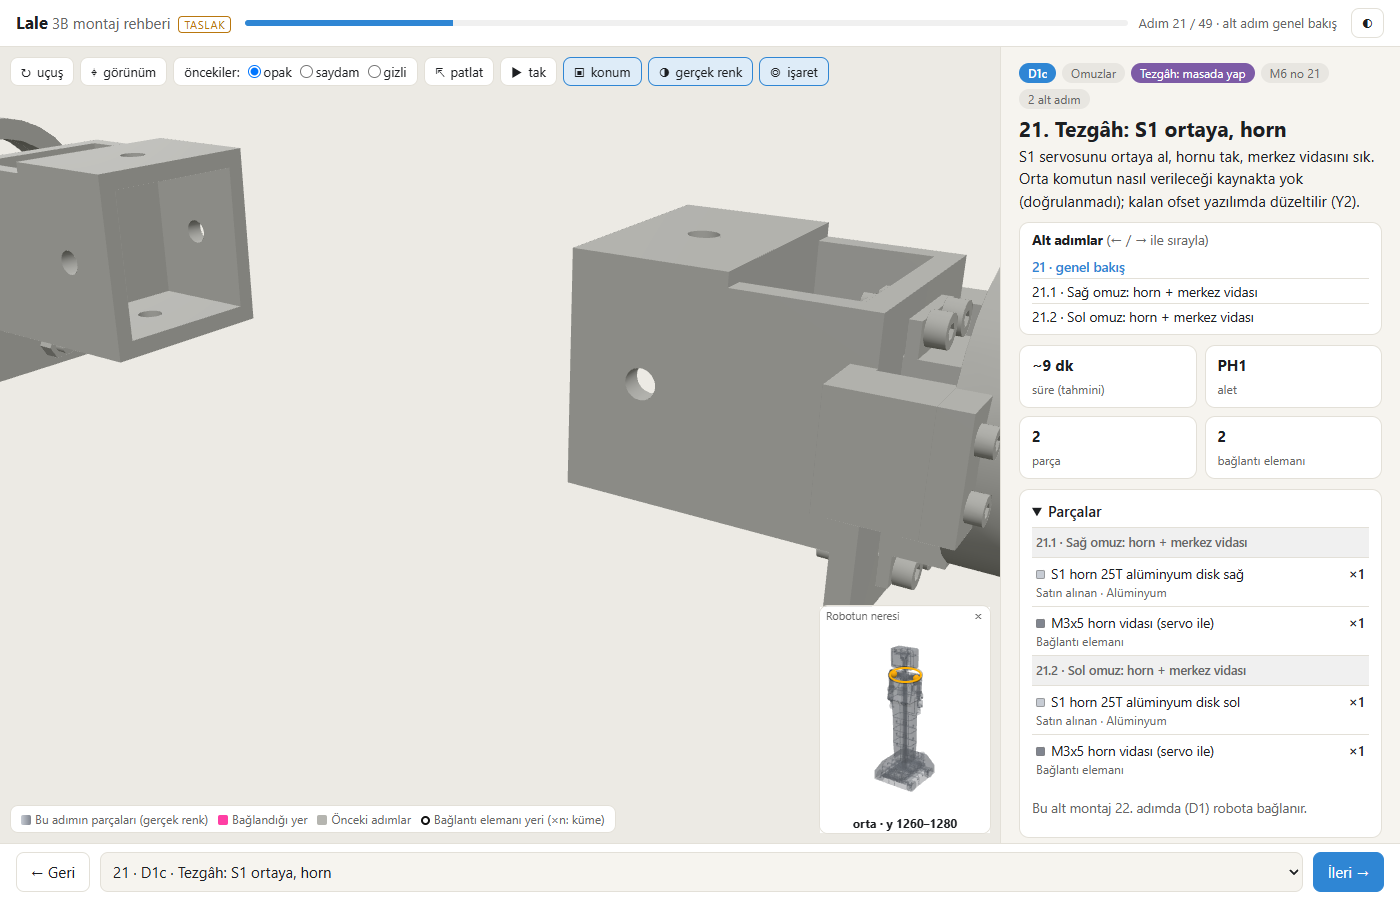 Lale 3B montaj rehberi TASLAK
Adım 21 / 49 · alt adım genel bakış
↻ uçuş
⌖ görünüm
öncekiler: opak saydam gizli
⇱ patlat
▶ tak
▣ konum
◑ gerçek renk
◎ işaret
D1c Omuzlar Tezgâh: masada yap M6 no 21
2 alt adım
21. Tezgâh: S1 ortaya, horn
S1 servosunu ortaya al, hornu tak, merkez vidasını sık.
Orta komutun nasıl verileceği kaynakta yok
(doğrulanmadı); kalan ofset yazılımda düzeltilir (Y2).
Alt adımlar (← / → ile sırayla)
21 · genel bakış
21.1 · Sağ omuz: horn + merkez vidası
21.2 · Sol omuz: horn + merkez vidası
~9 dk
süre (tahmini)
PH1
alet
2
parça
2
bağlantı elemanı
▼ Parçalar
21.1 · Sağ omuz: horn + merkez vidası
S1 horn 25T alüminyum disk sağ ×1
Satın alınan · Alüminyum
M3x5 horn vidası (servo ile) ×1
Bağlantı elemanı
21.2 · Sol omuz: horn + merkez vidası
S1 horn 25T alüminyum disk sol ×1
Satın alınan · Alüminyum
M3x5 horn vidası (servo ile) ×1
Bağlantı elemanı
Bu alt montaj 22. adımda (D1) robota bağlanır.
Robotun neresi ×
orta · y 1260–1280
Bu adımın parçaları (gerçek renk) Bağlandığı yer Önceki adımlar Bağlantı elemanı yeri (×n: küme)
← Geri
21 · D1c · Tezgâh: S1 ortaya, horn
İleri →